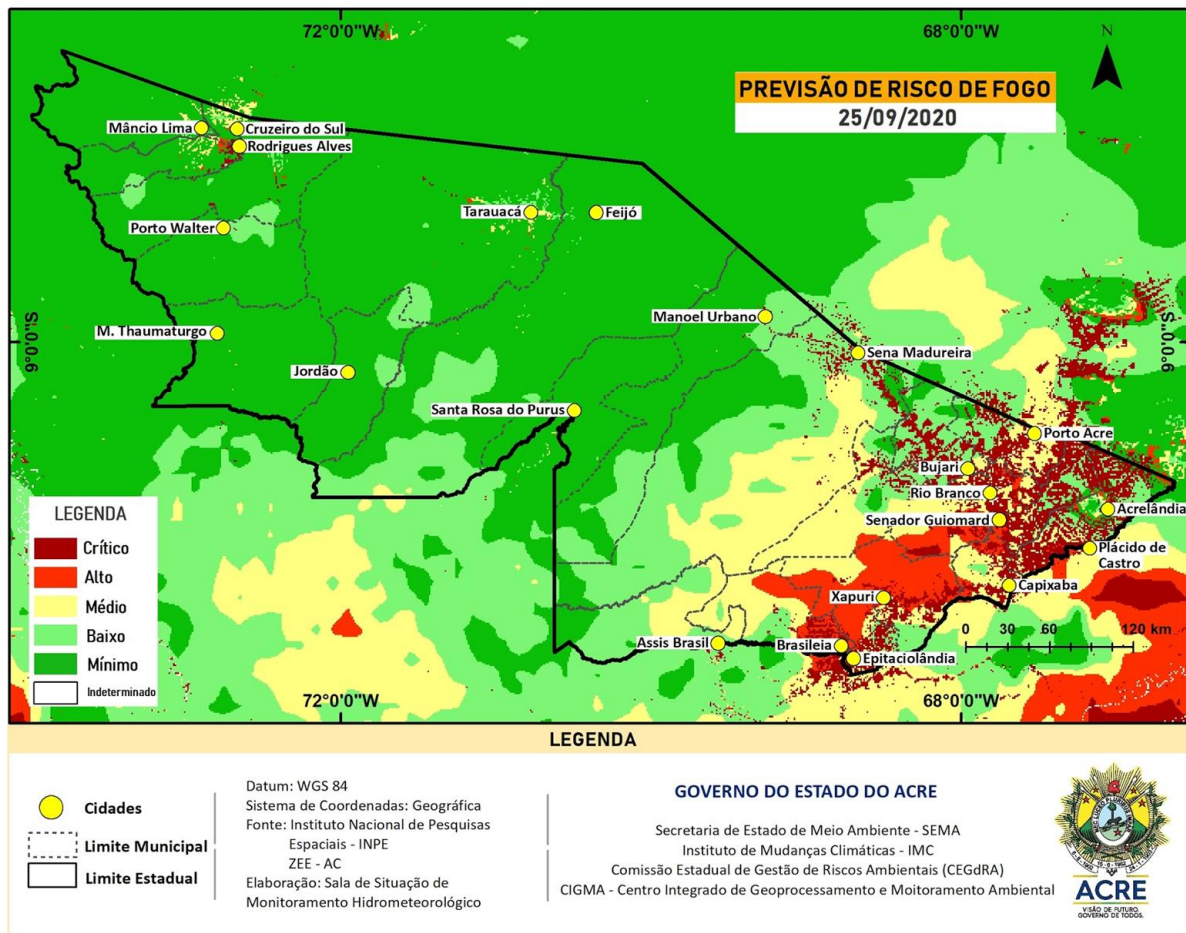 72°0'0"W
68°0'0"W
N
PREVISÃO DE RISCO DE FOGO
25/09/2020
Mâncio Lima
Cruzeiro do Sul
Rodrigues Alves
Tarauacá
Feijó
Porto Walter
M. Thaumaturgo
Manoel Urbano
9°0'0"S
9°0'0"S
Sena Madureira
Jordão
Santa Rosa do Purus
Porto Acre
Bujari
Rio Branco
Acrelândia
Senador Guiomard
Plácido de
Castro
Capixaba
Xapuri
Assis Brasil
Brasileia
Epitaciolândia
0 30 60 120 km
LEGENDA
Crítico
Alto
Médio
Baixo
Mínimo
Indeterminado
72°0'0"W
68°0'0"W
LEGENDA
Cidades
Limite Municipal
Limite Estadual
Datum: WGS 84
Sistema de Coordenadas: Geográfica
Fonte: Instituto Nacional de Pesquisas
Espaciais - INPE
ZEE - AC
Elaboração: Sala de Situação de
Monitoramento Hidrometeorológico
GOVERNO DO ESTADO DO ACRE
Secretaria de Estado de Meio Ambiente - SEMA
Instituto de Mudanças Climáticas - IMC
Comissão Estadual de Gestão de Riscos Ambientais (CEGdRA)
CIGMA - Centro Integrado de Geoprocessamento e Moitoramento Ambiental
ACRE
VISÃO DE FUTURO.
GOVERNO DE TODOS.